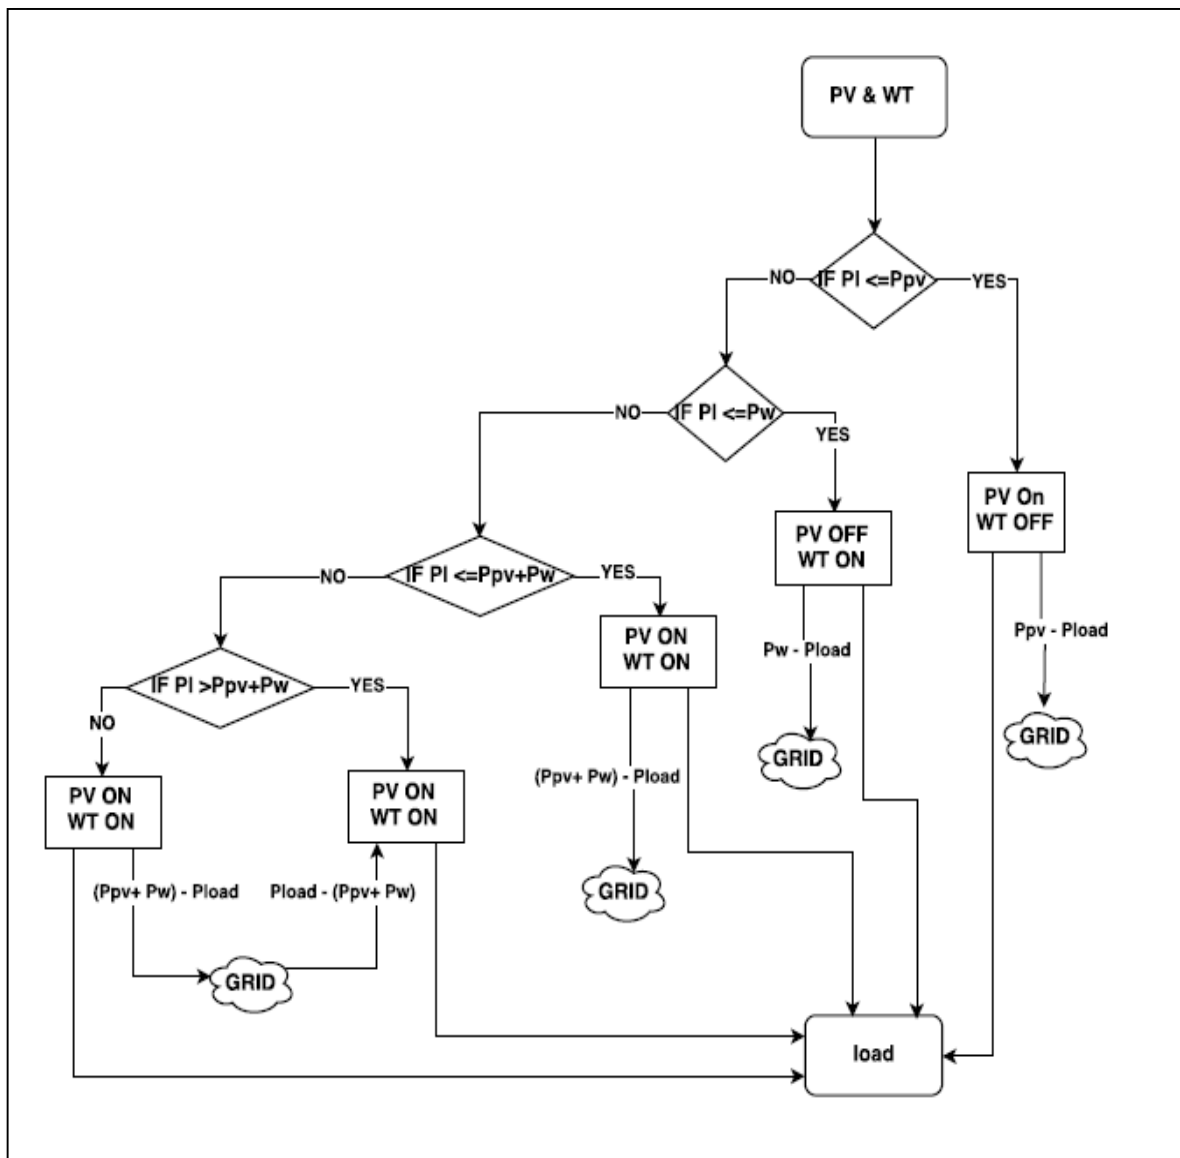 PV & WT
IF Pl <=Ppv
NO
YES
IF Pl <=Pw
NO
YES
PV On
WT OFF
PV OFF
WT ON
IF Pl <=Ppv+Pw
NO
YES
Ppv - Pload
PV ON
WT ON
Pw - Pload
IF Pl >Ppv+Pw
NO
YES
GRID
GRID
(Ppv+ Pw) - Pload
PV ON
WT ON
PV ON
WT ON
GRID
(Ppv+ Pw) - Pload
Pload - (Ppv+ Pw)
GRID
load